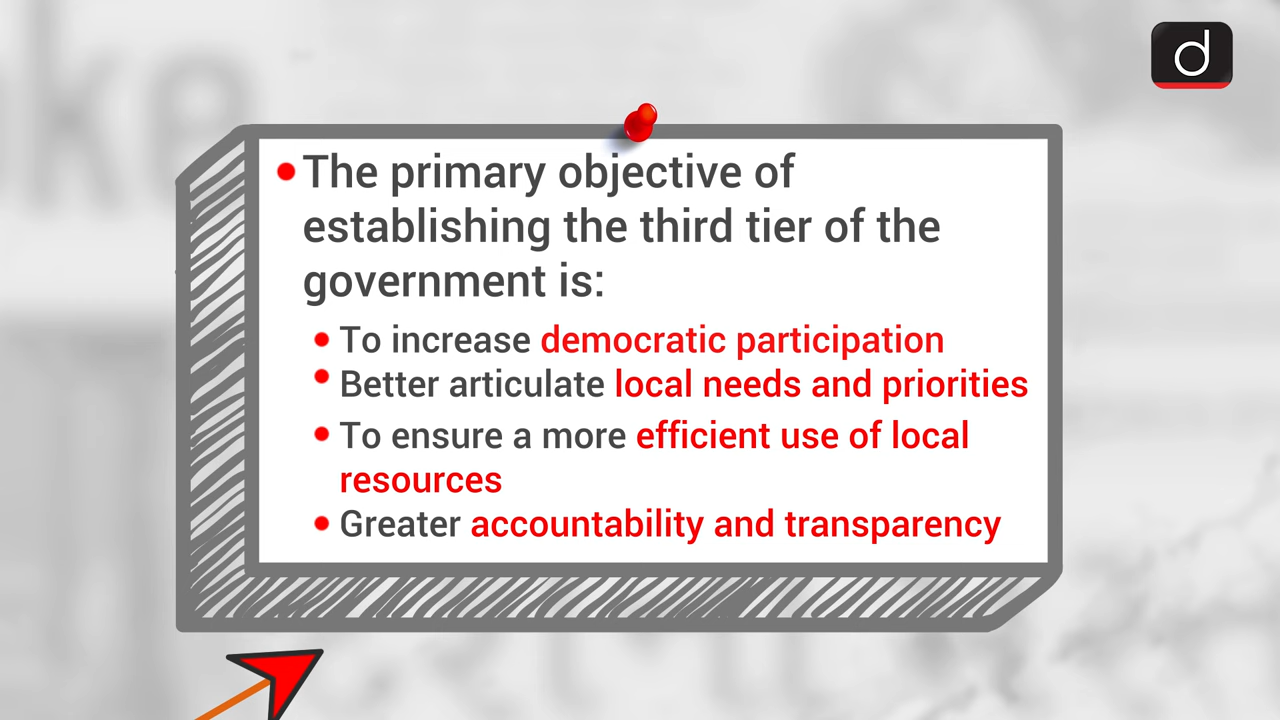 d
The primary objective of
establishing the third tier of the
government is:
To increase democratic participation
Better articulate local needs and priorities
To ensure a more efficient use of local
resources
Greater accountability and transparency